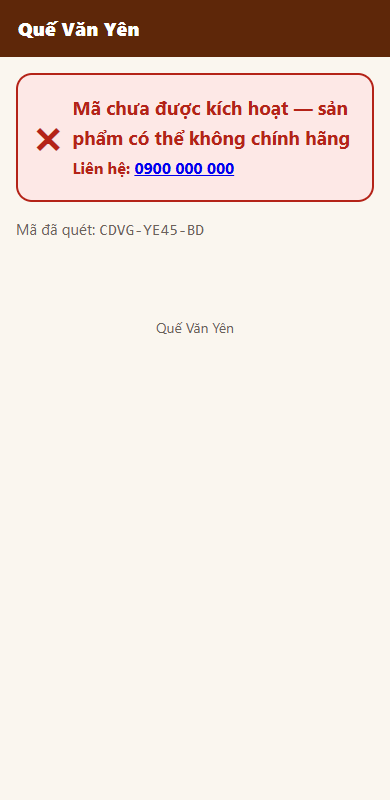 Quế Văn Yên
Mã chưa được kích hoạt — sản
phẩm có thể không chính hãng
Liên hệ: 0900 000 000
Mã đã quét: CDVG-YE45-BD
Quế Văn Yên